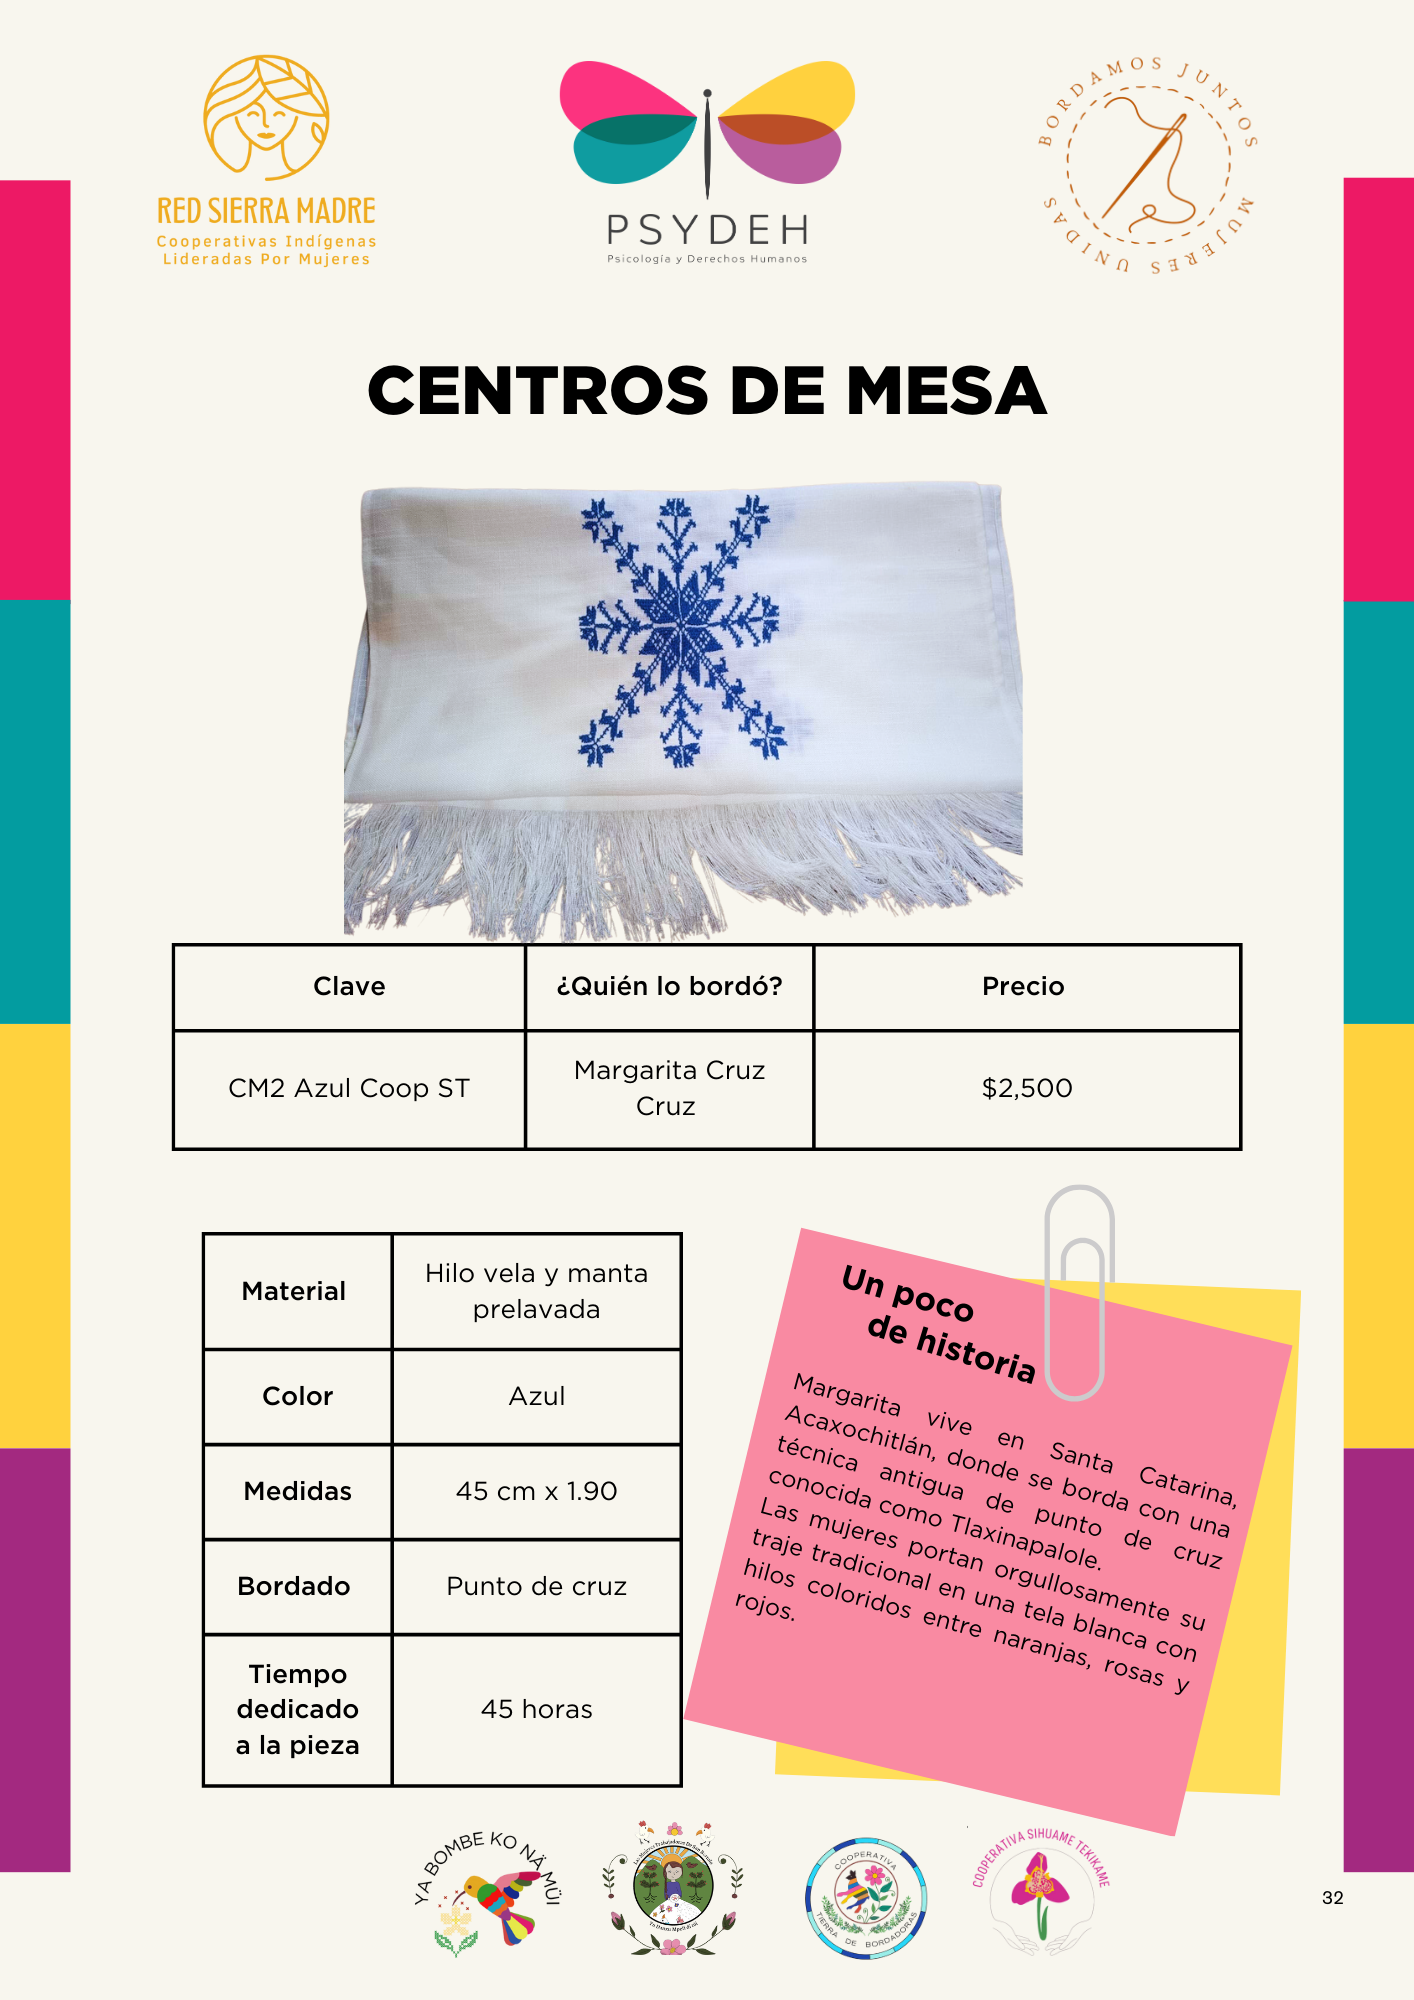 RED SIERRA MADRE
Cooperativas Indígenas
Lideradas Por Mujeres
PSYDEH
Psicología y Derechos Humanos
BORDAMOS JUNTOS
MUJERES UNIDAS
CENTROS DE MESA
Clave
¿Quién lo bordó?
Precio
CM2 Azul Coop ST
Margarita Cruz
Cruz
$2,500
Material
Hilo vela y manta
prelavada
Color
Azul
Medidas
45 cm x 1.90
Bordado
Punto de cruz
Tiempo
dedicado
a la pieza
45 horas
Un poco
de historia
Margarita vive en Santa Catarina,
Acaxochitlán, donde se borda con una
técnica antigua de punto de cruz
conocida como Tlaxinapalole.
Las mujeres portan orgullosamente su
traje tradicional en una tela blanca con
hilos coloridos entre naranjas, rosas y
rojos.
YA BOMBE KO NÄ MÜI
COOPERATIVA
TIERRA DE BORDADORAS
COOPERATIVA SIHUAME TEKIKAME
32